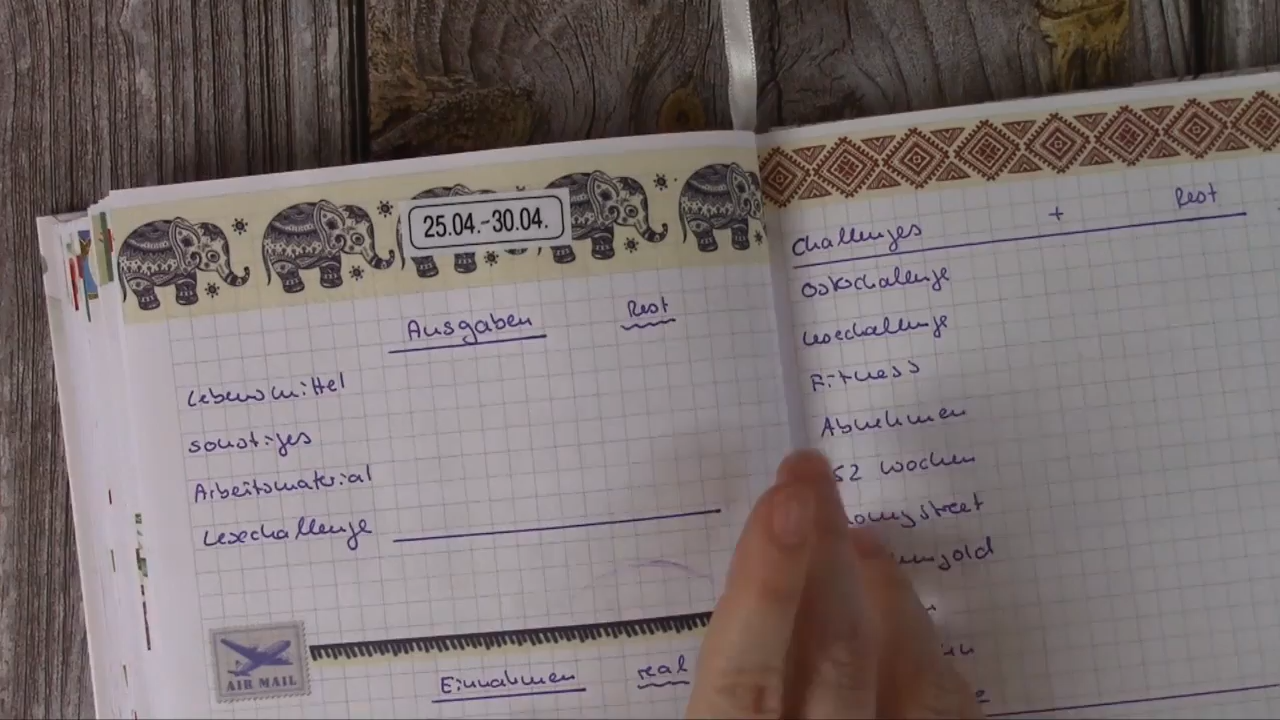 25.04.-30.04.
Ausgaben Rest
Lebensmittel
sonstiges
Arbeitsmaterial
Lesechallenge
AIR MAIL
Einnahmen real
Challenges + Rest
Lesechallenge
Fitness
Abnehmen
52 Wochen